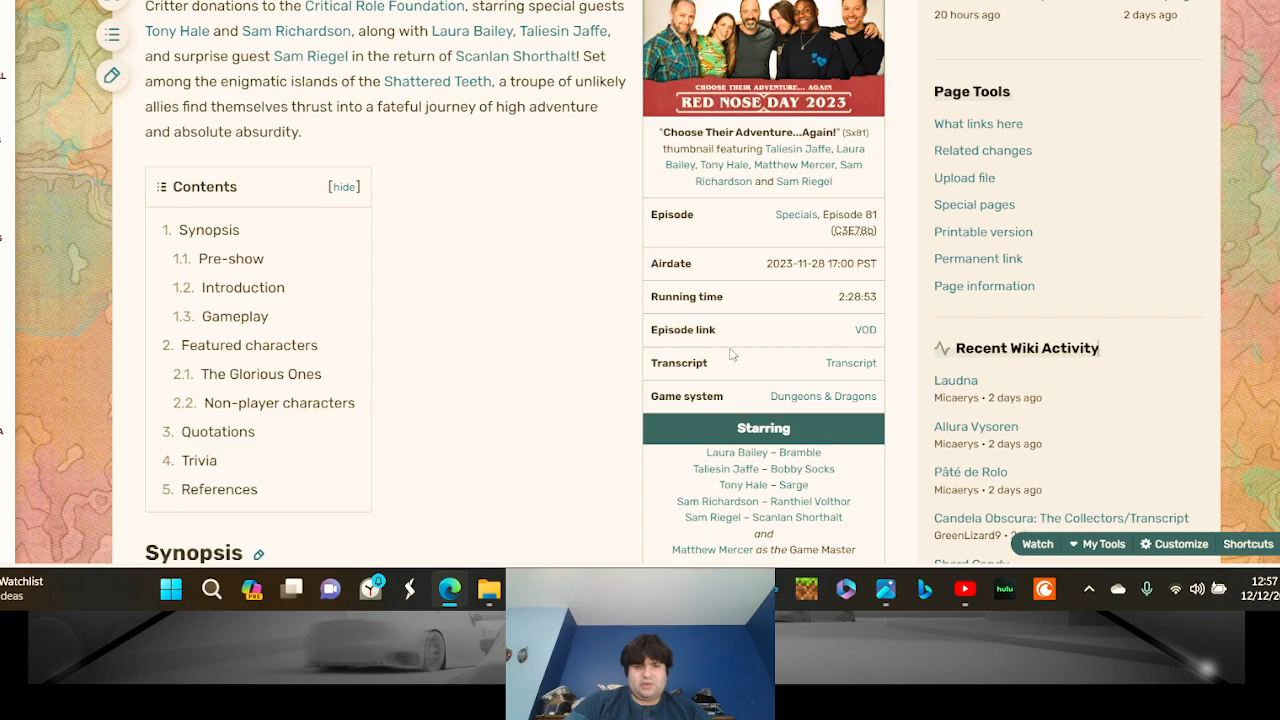 Critter donations to the Critical Role Foundation, starring special guests
Tony Hale and Sam Richardson, along with Laura Bailey, Taliesin Jaffe,
and surprise guest Sam Riegel in the return of Scanlan Shorthalt! Set
among the enigmatic islands of the Shattered Teeth, a troupe of unlikely
allies find themselves thrust into a fateful journey of high adventure
and absolute absurdity.
Contents [hide]
1. Synopsis
1.1. Pre-show
1.2. Introduction
1.3. Gameplay
2. Featured characters
2.1. The Glorious Ones
2.2. Non-player characters
3. Quotations
4. Trivia
5. References
Synopsis
CHOOSE THEIR ADVENTURE... AGAIN
RED NOSE DAY 2023
"Choose Their Adventure...Again!" (Sx81)
thumbnail featuring Taliesin Jaffe, Laura
Bailey, Tony Hale, Matthew Mercer, Sam
Richardson and Sam Riegel
Episode Specials, Episode 81
(C3E78b)
Airdate 2023-11-28 17:00 PST
Running time 2:28:53
Episode link VOD
Transcript Transcript
Game system Dungeons & Dragons
Starring
Laura Bailey – Bramble
Taliesin Jaffe – Bobby Socks
Tony Hale – Sarge
Sam Richardson – Ranthiel Volthor
Sam Riegel – Scanlan Shorthalt
and
Matthew Mercer as the Game Master
20 hours ago 2 days ago
Page Tools
What links here
Related changes
Upload file
Special pages
Printable version
Permanent link
Page information
Recent Wiki Activity
Laudna
Micaerys • 2 days ago
Allura Vysoren
Micaerys • 2 days ago
Pâté de Rolo
Micaerys • 2 days ago
Candela Obscura: The Collectors/Transcript
GreenLizard9 •
Watch My Tools Customize Shortcuts
Watchlist
ideas
PRE
hulu
12:57
12/12/2